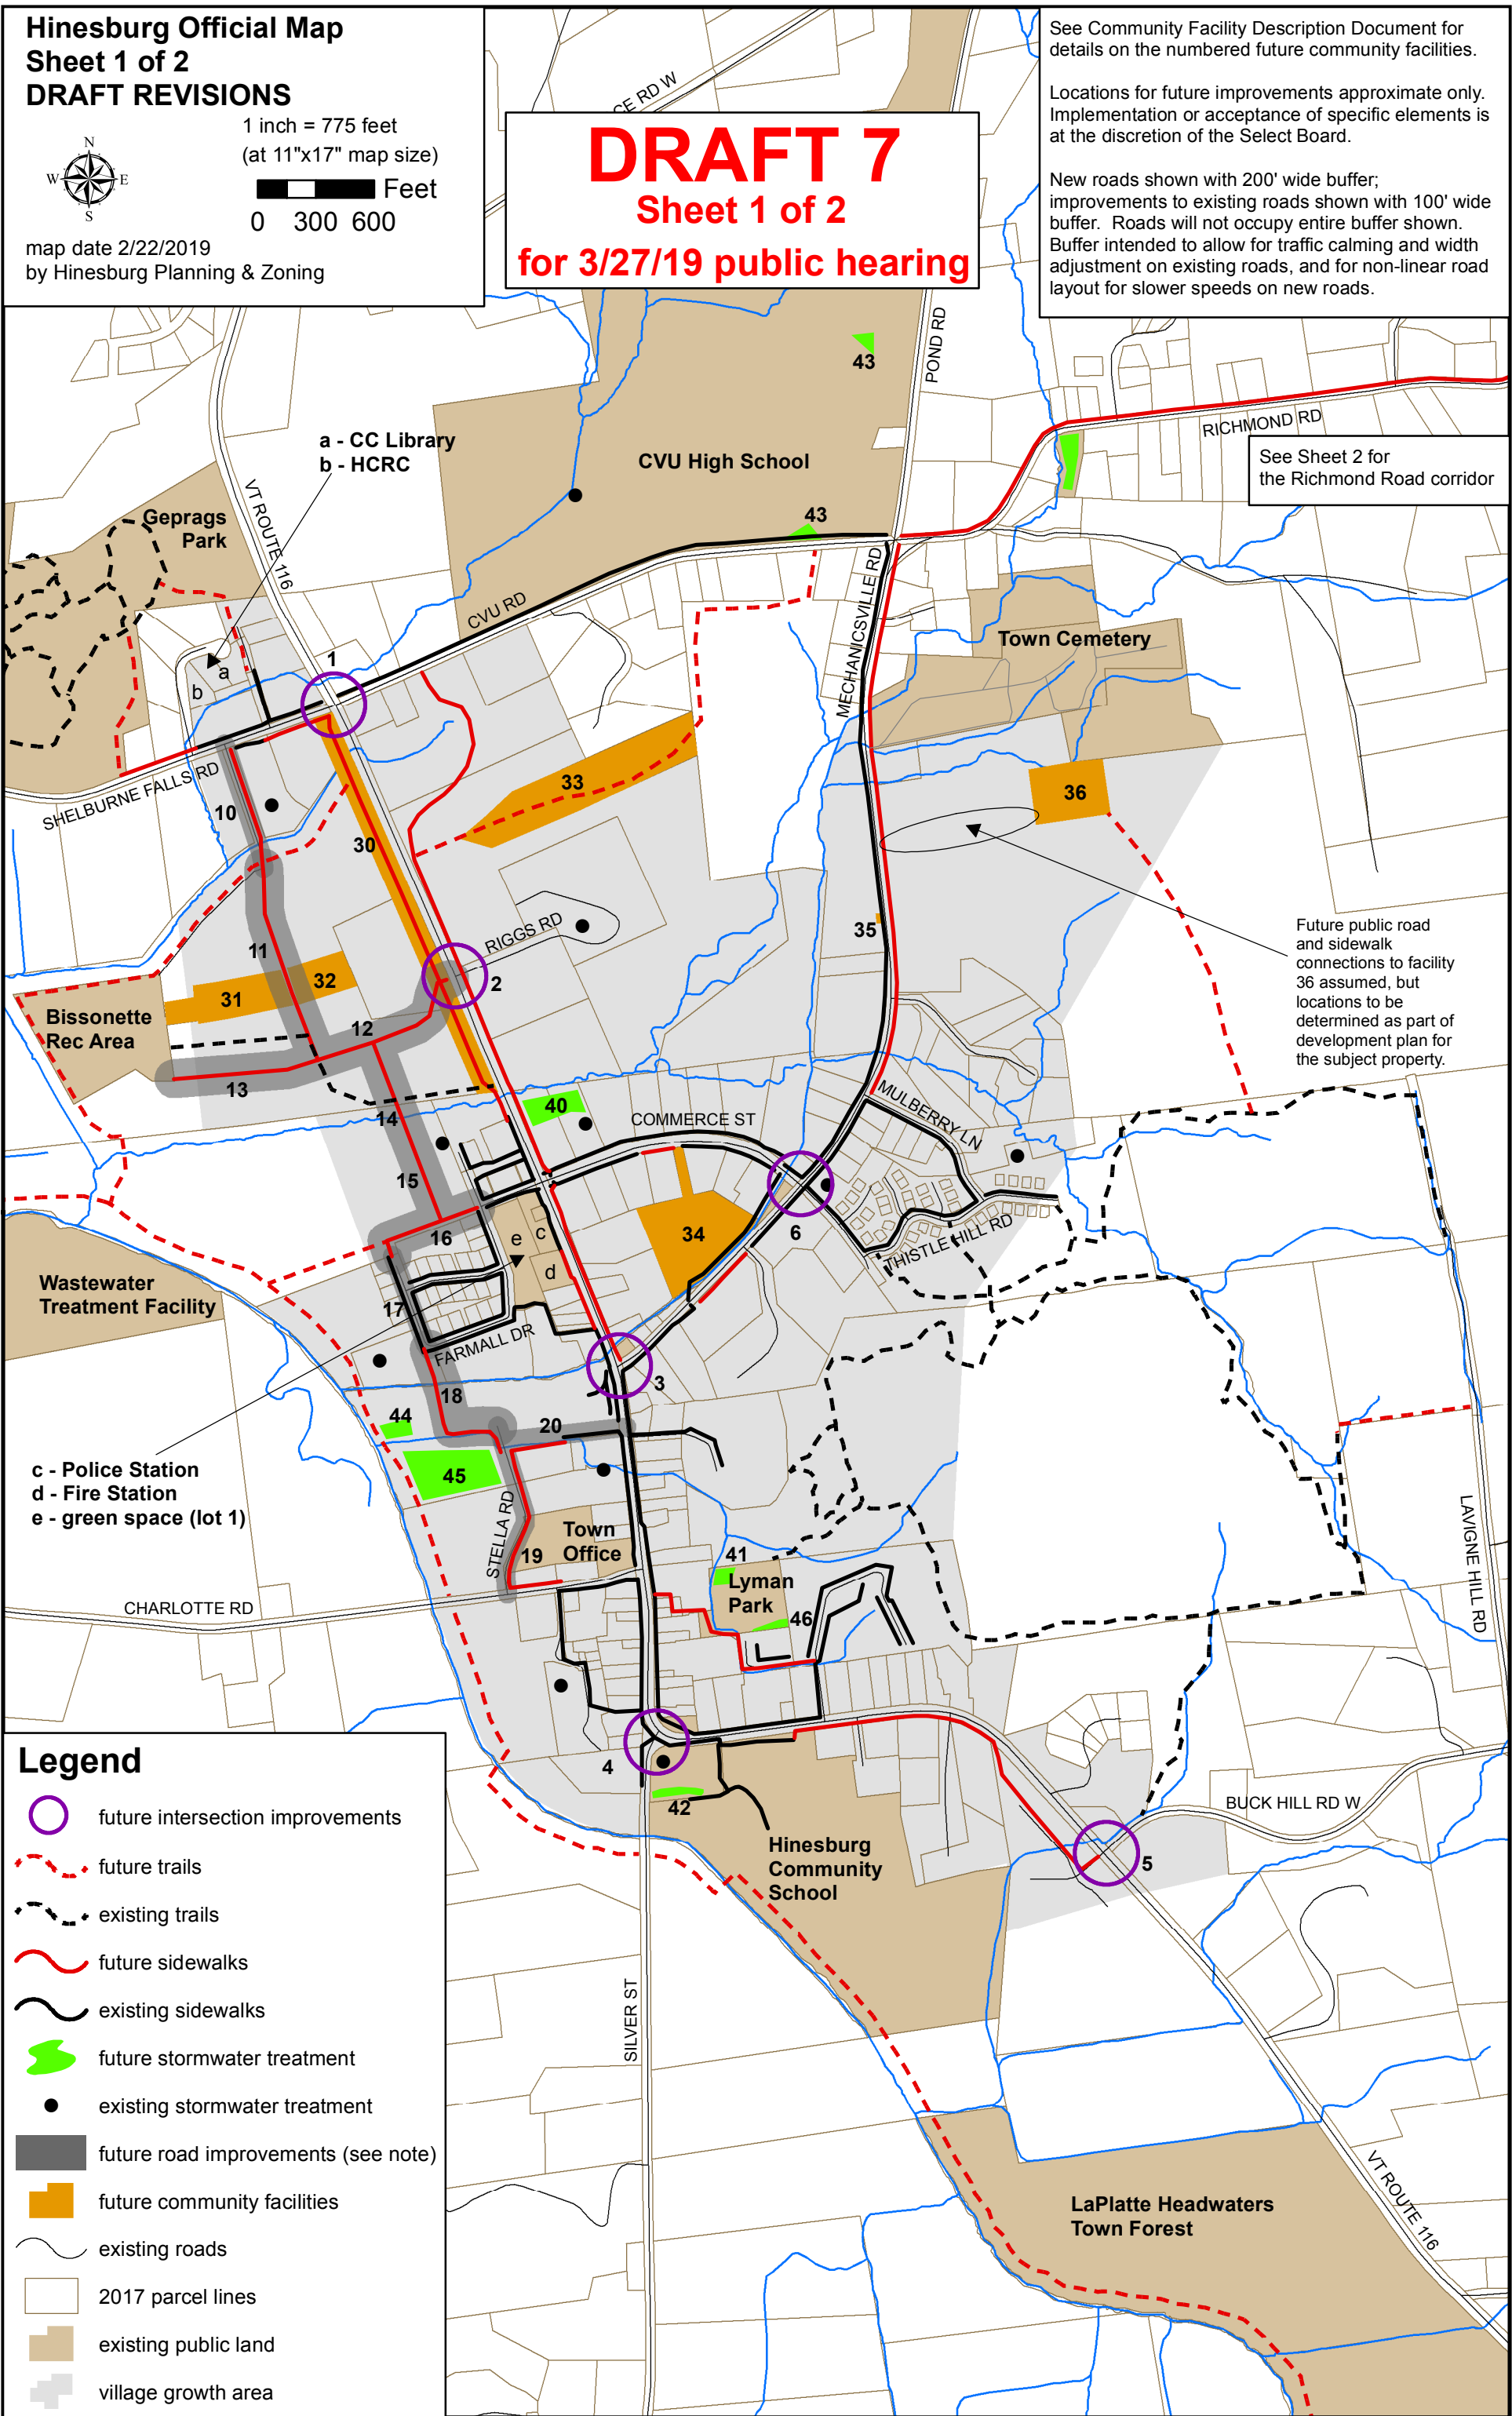 Hinesburg Official Map
Sheet 1 of 2
DRAFT REVISIONS
1 inch = 775 feet
(at 11"x17" map size)
N
W
E
S
Feet
0 300 600
map date 2/22/2019
by Hinesburg Planning & Zoning
DRAFT 7
Sheet 1 of 2
for 3/27/19 public hearing
See Community Facility Description Document for
details on the numbered future community facilities.
Locations for future improvements approximate only.
Implementation or acceptance of specific elements is
at the discretion of the Select Board.
New roads shown with 200' wide buffer;
improvements to existing roads shown with 100' wide
buffer. Roads will not occupy entire buffer shown.
Buffer intended to allow for traffic calming and width
adjustment on existing roads, and for non-linear road
layout for slower speeds on new roads.
CE RD W
POND RD
43
RICHMOND RD
See Sheet 2 for
the Richmond Road corridor
a - CC Library
b - HCRC
CVU High School
VT ROUTE 116
Geprags
Park
43
CVU RD
MECHANICSVILLE RD
Town Cemetery
1
a
b
SHELBURNE FALLS RD
10
30
33
36
RIGGS RD
35
Future public road
and sidewalk
connections to facility
36 assumed, but
locations to be
determined as part of
development plan for
the subject property.
11
32
31
2
Bissonette
Rec Area
12
13
14
40
COMMERCE ST
MULBERRY LN
15
16
e
c
d
34
6
THISTLE HILL RD
Wastewater
Treatment Facility
17
FARMALL DR
3
18
44
20
45
c - Police Station
d - Fire Station
e - green space (lot 1)
STELLA RD
19
Town
Office
41
Lyman
Park
46
LAVIGNE HILL RD
CHARLOTTE RD
4
42
BUCK HILL RD W
5
Hinesburg
Community
School
SILVER ST
LaPlatte Headwaters
Town Forest
VT ROUTE 116
Legend
future intersection improvements
future trails
existing trails
future sidewalks
existing sidewalks
future stormwater treatment
existing stormwater treatment
future road improvements (see note)
future community facilities
existing roads
2017 parcel lines
existing public land
village growth area